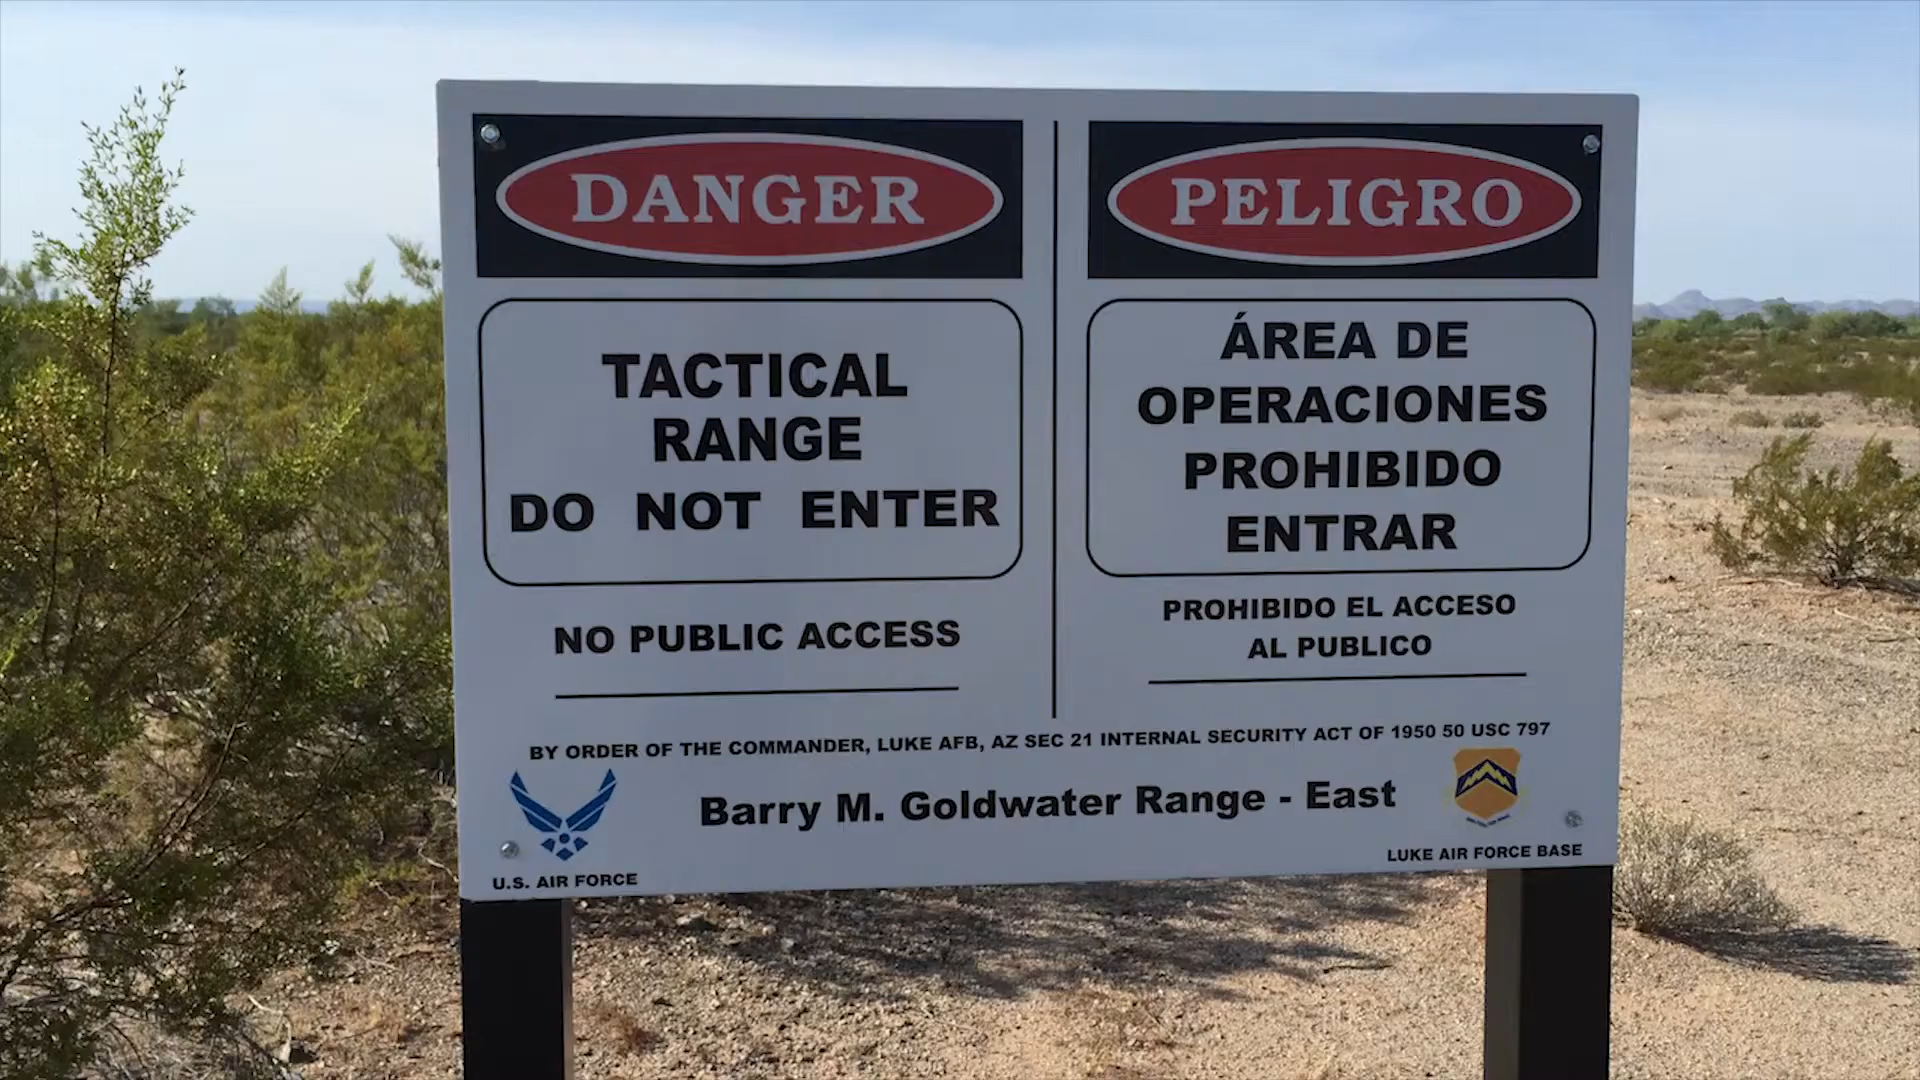 DANGER
TACTICAL
RANGE
DO NOT ENTER
NO PUBLIC ACCESS
PELIGRO
ÁREA DE
OPERACIONES
PROHIBIDO
ENTRAR
PROHIBIDO EL ACCESO
AL PUBLICO
BY ORDER OF THE COMMANDER, LUKE AFB, AZ SEC 21 INTERNAL SECURITY ACT OF 1950 50 USC 797
Barry M. Goldwater Range - East
U.S. AIR FORCE
LUKE AIR FORCE BASE